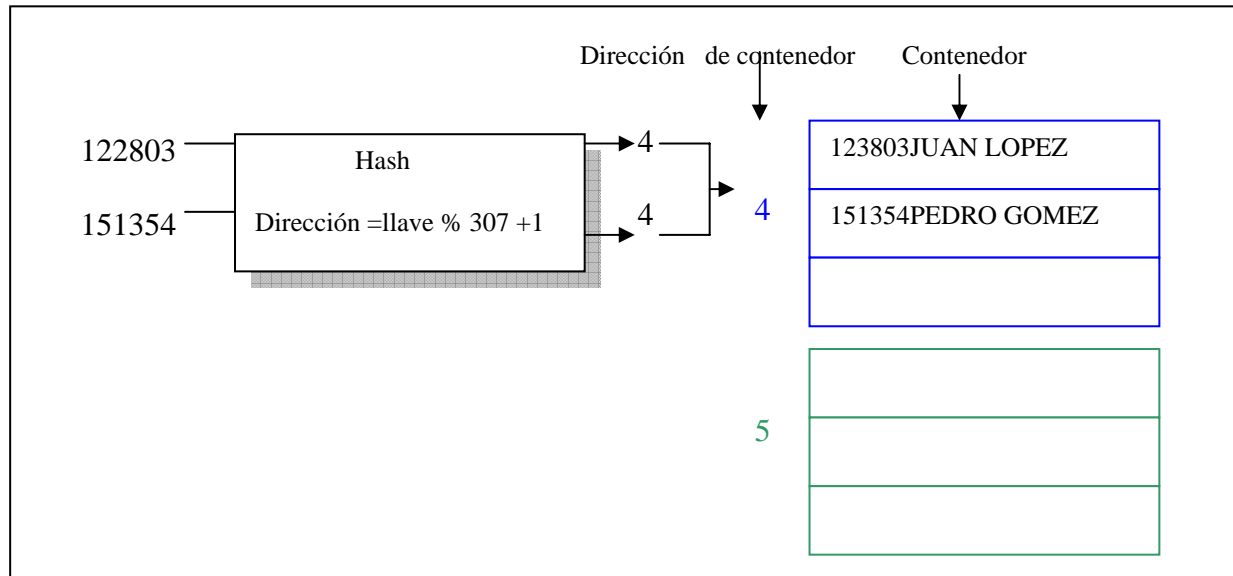 Dirección de contenedor Contenedor
122803
151354
Hash
Dirección =llave % 307 +1
4
4
4
123803JUAN LOPEZ
151354PEDRO GOMEZ
5